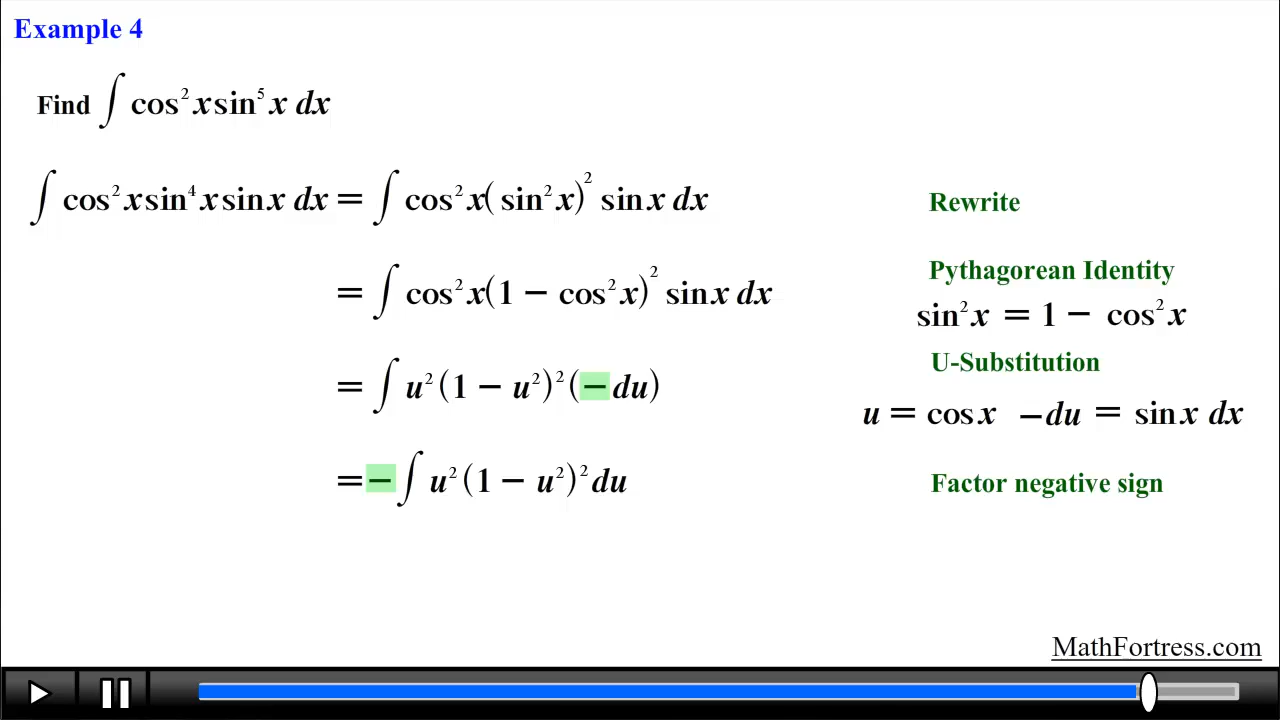 Example 4
Find ∫ cos²x sin⁵x dx
∫ cos²x sin⁴x sin x dx = ∫ cos²x(sin²x)² sin x dx
Rewrite
= ∫ cos²x(1 − cos²x)² sin x dx
Pythagorean Identity
sin²x = 1 − cos²x
= ∫ u²(1 − u²)²(−du)
U-Substitution
u = cos x −du = sin x dx
= −∫ u²(1 − u²)²du
Factor negative sign
MathFortress.com